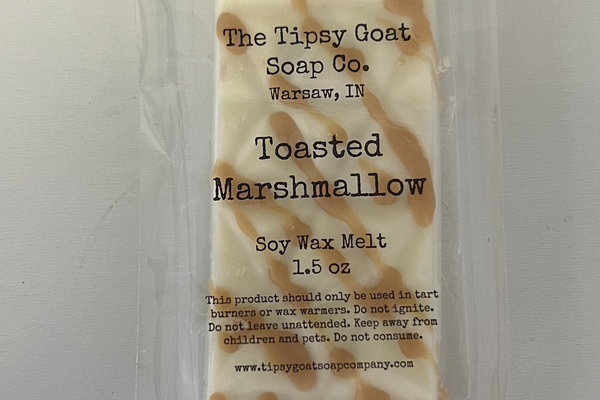 The Tipsy Goat
Soap Co.
Warsaw, IN
Toasted
Marshmallow
Soy Wax Melt
1.5 oz
This product should only be used in tart
burners or wax warmers. Do not ignite.
Do not leave unattended. Keep away from
children and pets. Do not consume.
www.tipsygoatsoapcompany.com